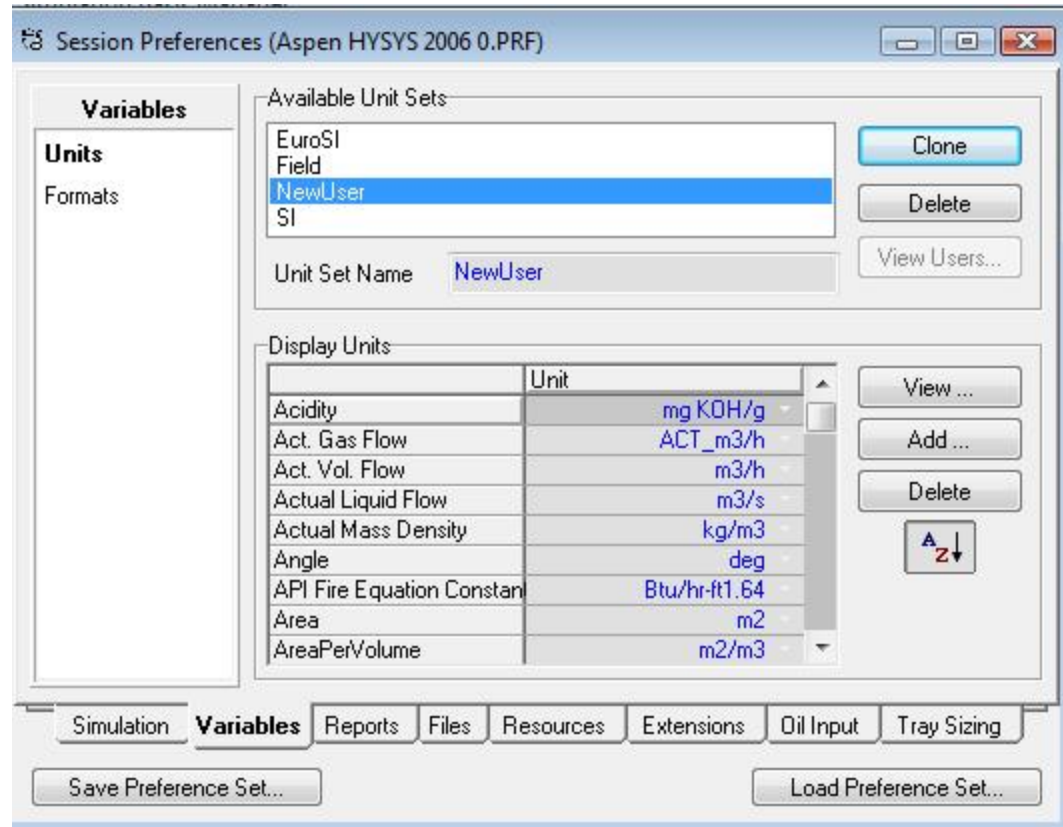 Session Preferences (Aspen HYSYS 2006 0.PRF)
Variables
Units
Formats
Available Unit Sets
EuroSI
Field
NewUser
SI
Clone
Delete
View Users...
Unit Set Name NewUser
Display Units
Unit
Acidity mg KOH/g
Act. Gas Flow ACT_m3/h
Act. Vol. Flow m3/h
Actual Liquid Flow m3/s
Actual Mass Density kg/m3
Angle deg
API Fire Equation Constan Btu/hr-ft1.64
Area m2
AreaPerVolume m2/m3
View ...
Add ...
Delete
AZ
Simulation Variables Reports Files Resources Extensions Oil Input Tray Sizing
Save Preference Set... Load Preference Set...